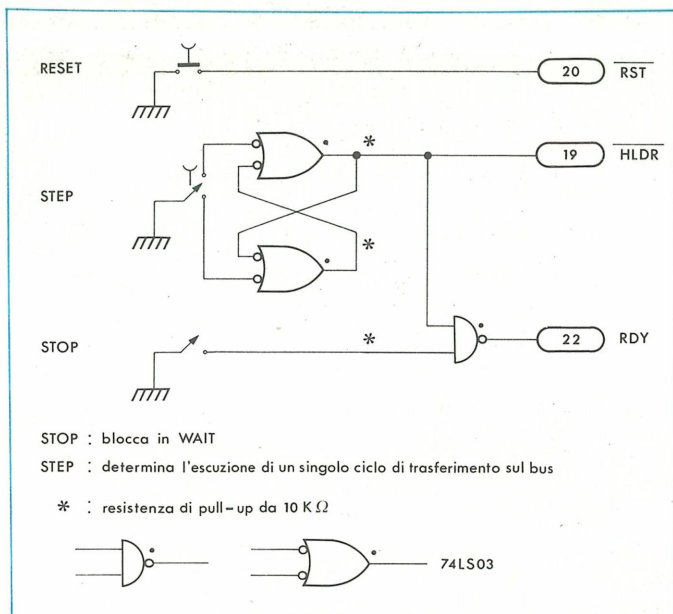 RESET
20
RST
STEP
19
HLDR
STOP
22
RDY
*
*
*
STOP : blocca in WAIT
STEP : determina l'escuzione di un singolo ciclo di trasferimento sul bus
* : resistenza di pull-up da 10 K Ω
74LS03